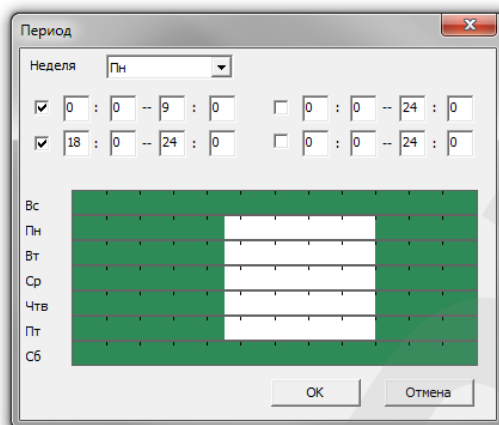 Период
Неделя Пн
0 : 0 -- 9 : 0 0 : 0 -- 24 : 0
18 : 0 -- 24 : 0 0 : 0 -- 24 : 0
Вс
Пн
Вт
Ср
Чтв
Пт
Сб
OK Отмена